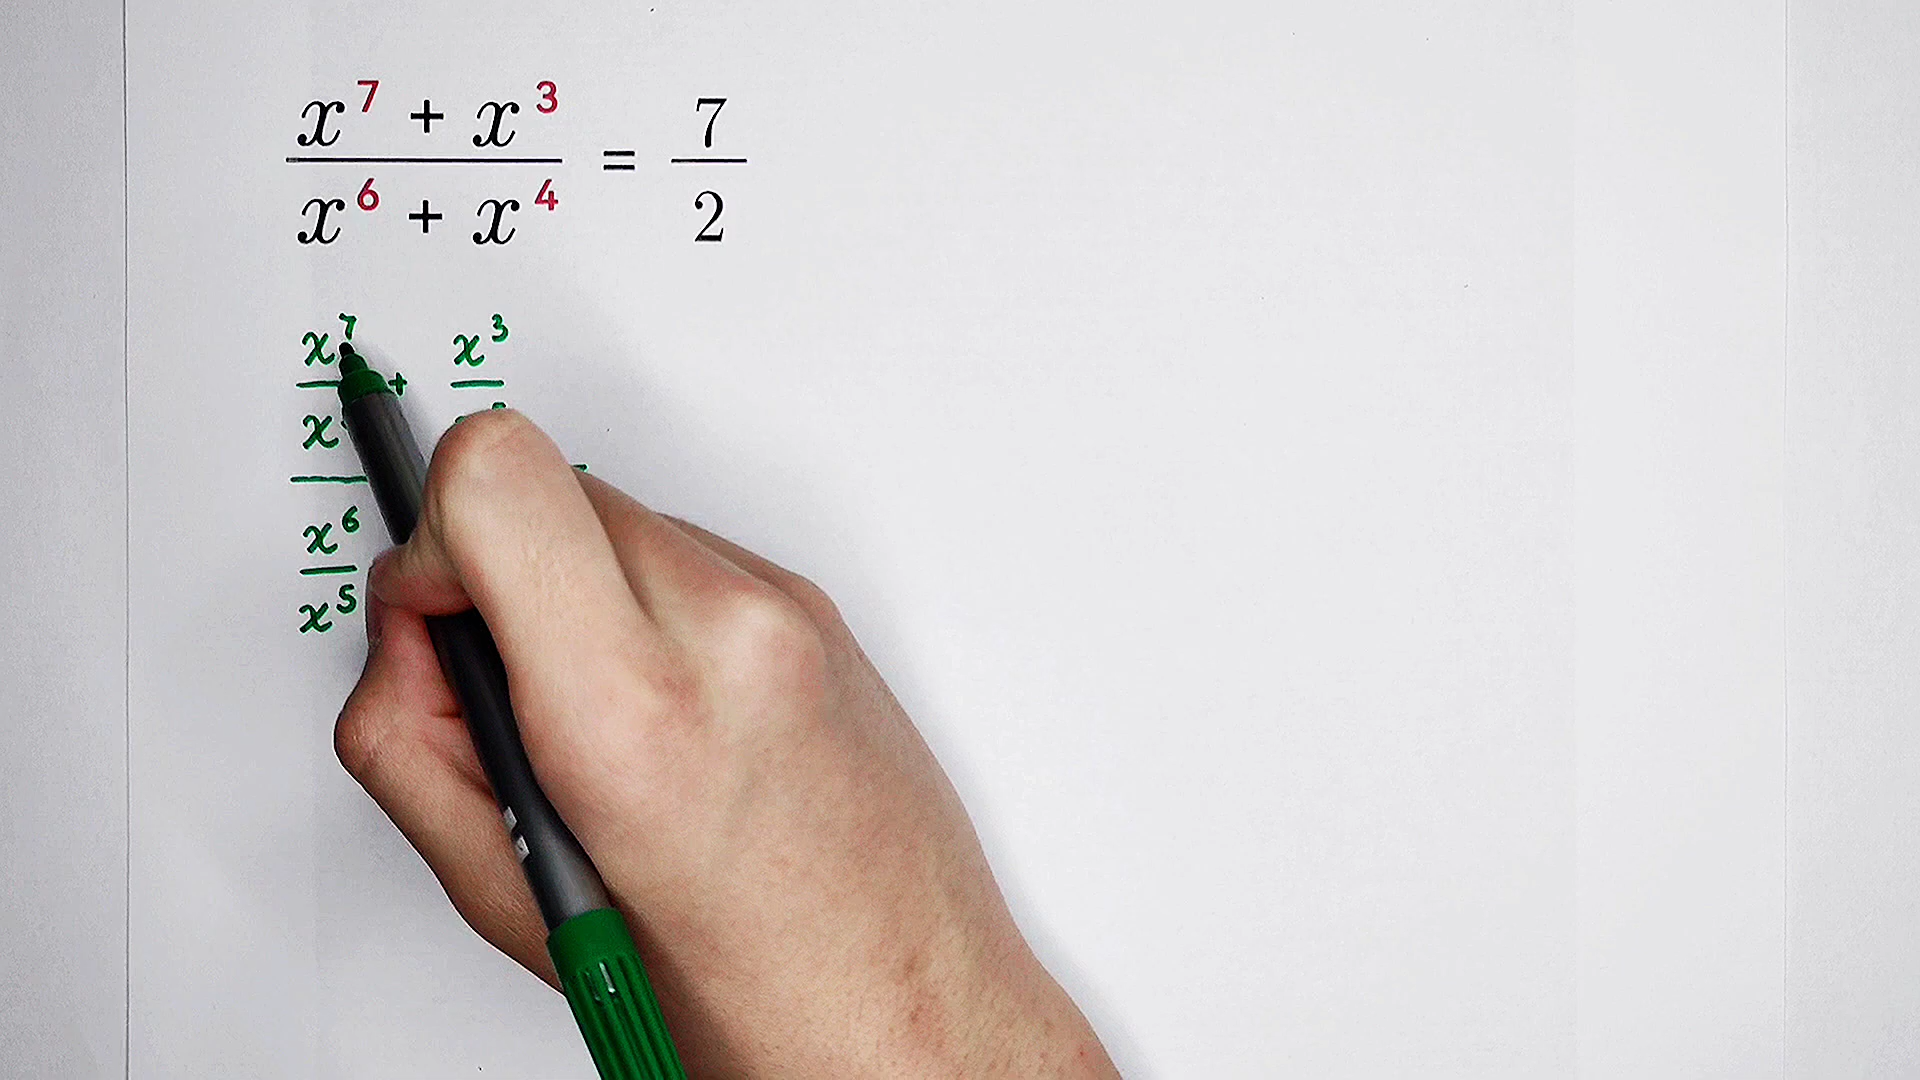 x⁷ + x³
x⁶ + x⁴
= 7
2
x⁷ + x³
x
x⁶
x⁵